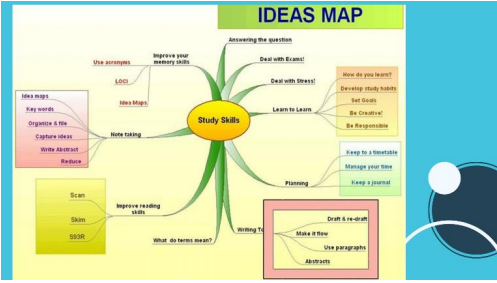 IDEAS MAP
Answering the question
Deal with Exams!
Deal with Stress!
Learn to Learn
How do you learn?
Develop study habits
Set Goals
Be Creative!
Be Responsible
Planning
Keep to a timetable
Manage your time
Keep a journal
Writing To
Draft & re-draft
Make it flow
Use paragraphs
Abstracts
What do terms mean?
Improve reading
skills
Scan
Skim
Note taking
Idea maps
Key words
Organize & file
Capture ideas
Write Abstract
Reduce
Improve your
memory skills
Use acronyms
LOCI
Idea Maps
Study Skills